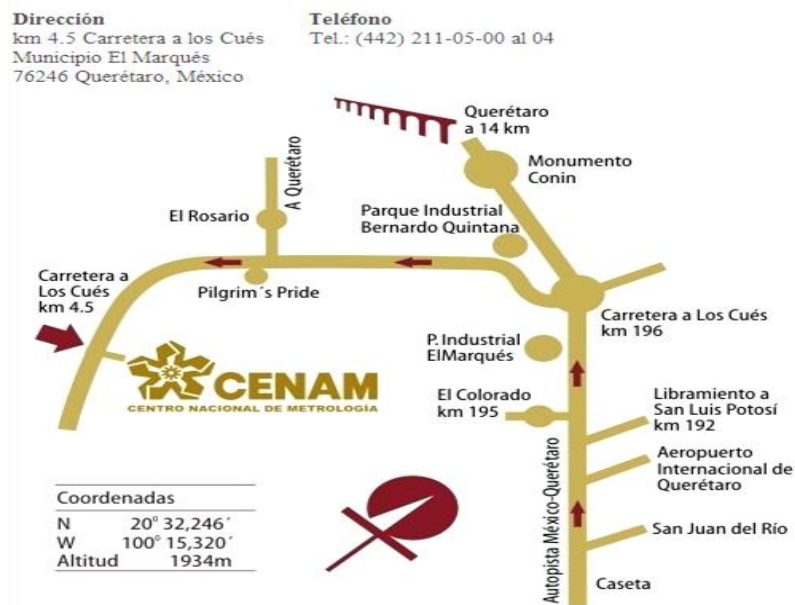 Dirección
km 4.5 Carretera a los Cués
Municipio El Marqués
76246 Querétaro, México
Teléfono
Tel.: (442) 211-05-00 al 04
Querétaro
a 14 km
Monumento
Conin
A Querétaro
El Rosario
Parque Industrial
Bernardo Quintana
Carretera a
Los Cués
km 4.5
Pilgrim´s Pride
Carretera a Los Cués
km 196
P. Industrial
ElMarqués
CENAM
CENTRO NACIONAL DE METROLOGÍA
El Colorado
km 195
Libramiento a
San Luis Potosí
km 192
Aeropuerto
Internacional de
Querétaro
Autopista México-Querétaro
San Juan del Río
Caseta
Coordenadas
N 20° 32,246´
W 100° 15,320´
Altitud 1934m